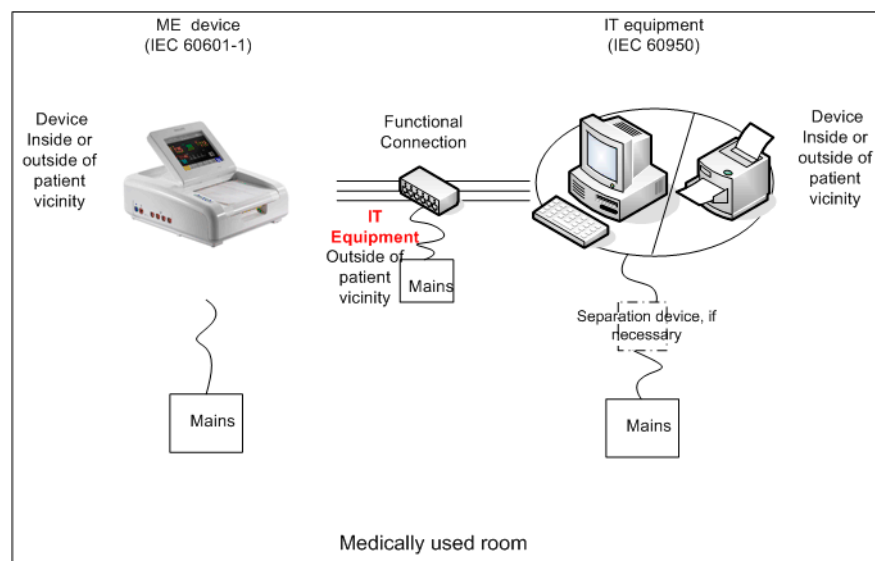 ME device
(IEC 60601-1)
IT equipment
(IEC 60950)
Device
Inside or
outside of
patient
vicinity
Functional
Connection
Device
Inside or
outside of
patient
vicinity
IT
Equipment
Outside of
patient
vicinity
Mains
Separation device, if
necessary
Mains
Mains
Medically used room